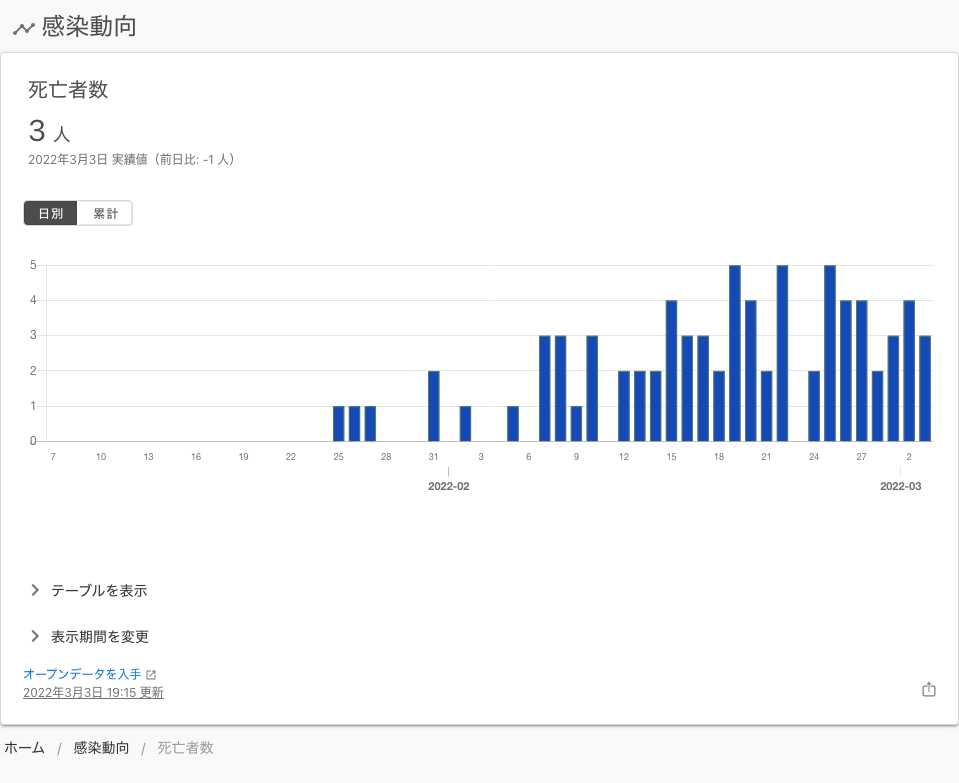 感染動向
死亡者数
3 人
2022年3月3日 実績値（前日比: -1 人）
日別 累計
5
4
3
2
1
0
7 10 13 16 19 22 25 28 31 3 6 9 12 15 18 21 24 27 2
2022-02 2022-03
テーブルを表示
表示期間を変更
オープンデータを入手
2022年3月3日 19:15 更新
ホーム / 感染動向 / 死亡者数